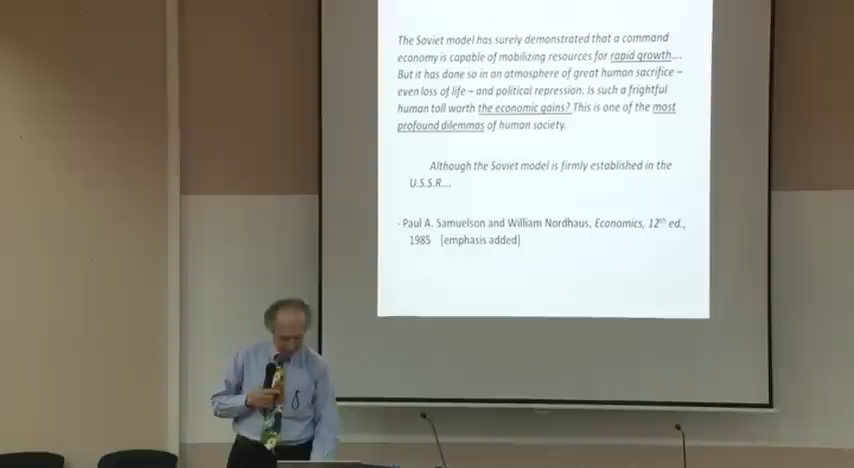 The Soviet model has surely demonstrated that a command
economy is capable of mobilizing resources for rapid growth....
But it has done so in an atmosphere of great human sacrifice –
even loss of life – and political repression. Is such a frightful
human toll worth the economic gains? This is one of the most
profound dilemmas of human society.
Although the Soviet model is firmly established in the
U.S.S.R....
- Paul A. Samuelson and William Nordhaus, Economics, 12th ed.,
1985 [emphasis added]